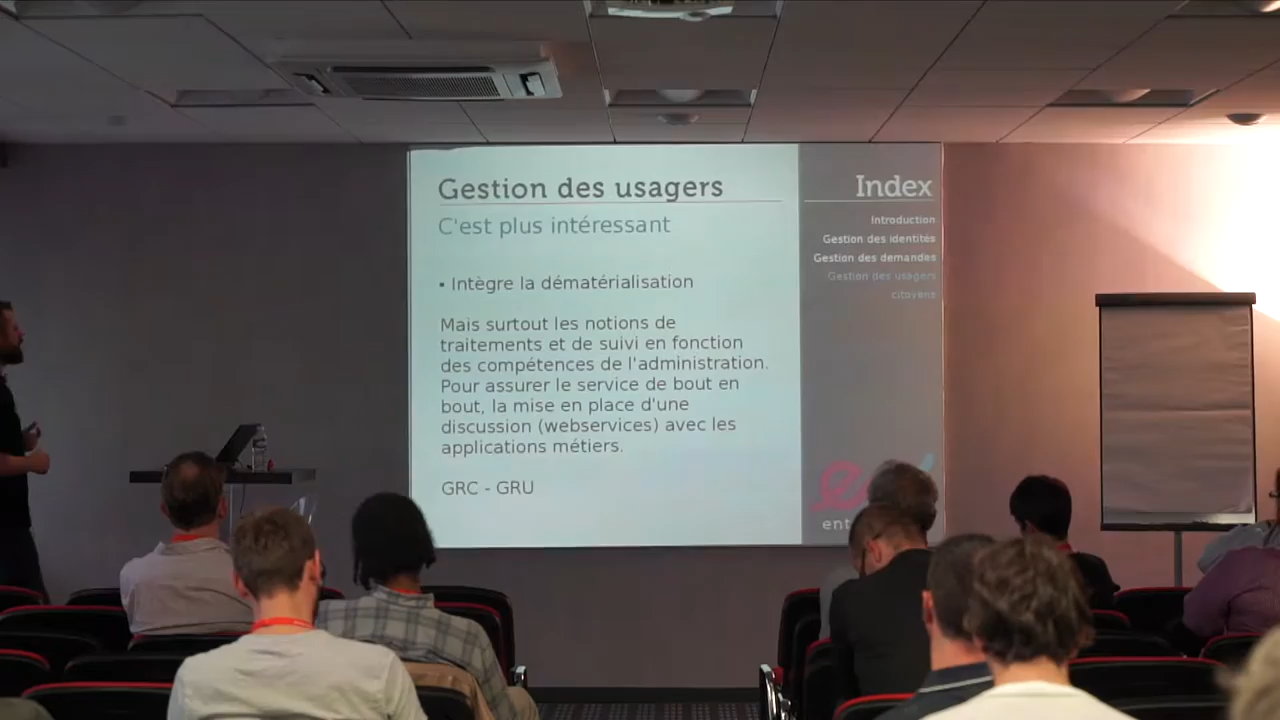 Gestion des usagers
C'est plus intéressant
▪ Intègre la dématérialisation
Mais surtout les notions de
traitements et de suivi en fonction
des compétences de l'administration.
Pour assurer le service de bout en
bout, la mise en place d'une
discussion (webservices) avec les
applications métiers.
GRC - GRU
Index
Introduction
Gestion des identités
Gestion des demandes
Gestion des usagers
citoyens